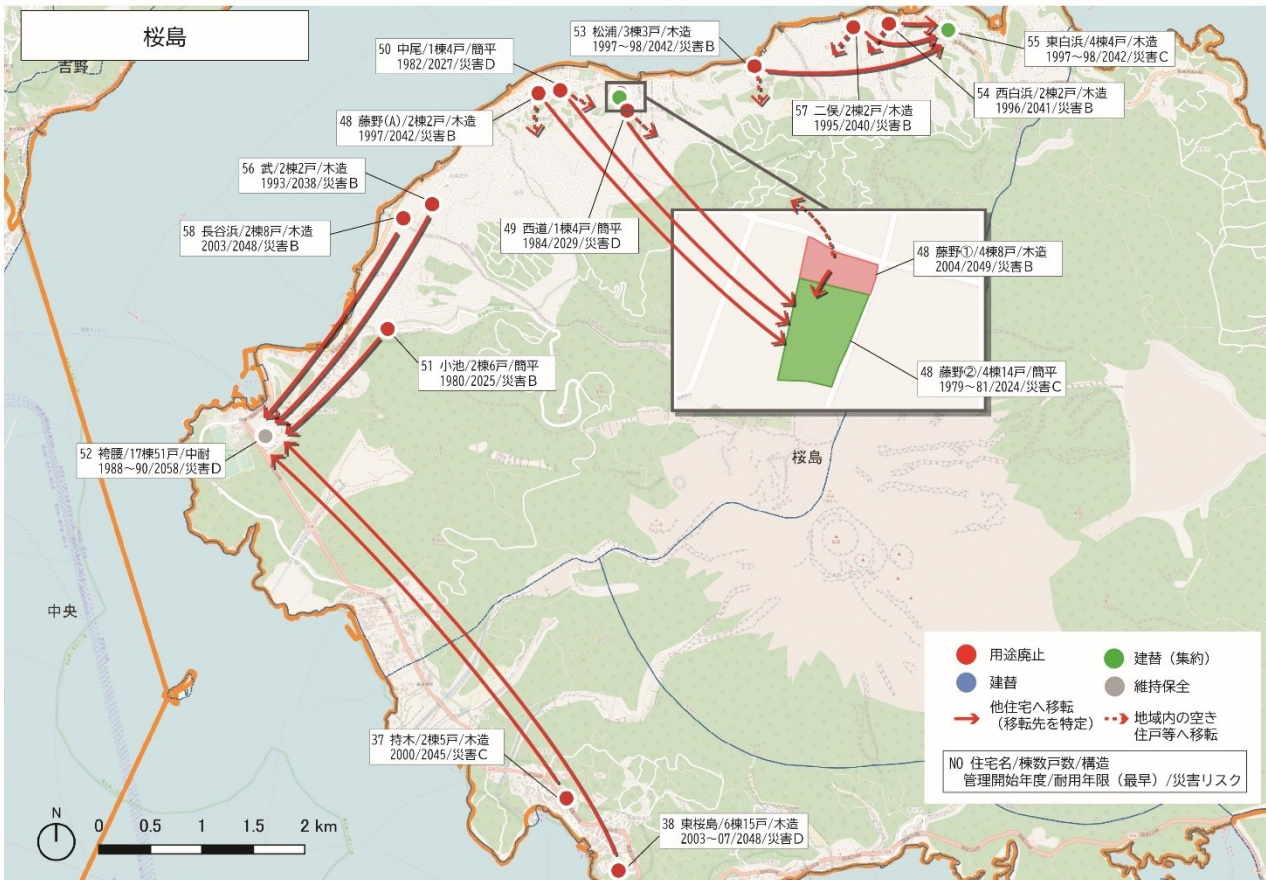 桜島
吉野
50 中尾/1棟4戸/簡平
1982/2027/災害D
53 松浦/3棟3戸/木造
1997～98/2042/災害B
55 東白浜/4棟4戸/木造
1997～98/2042/災害C
54 西白浜/2棟2戸/木造
1996/2041/災害B
57 二俣/2棟2戸/木造
1995/2040/災害B
48 藤野(A)/2棟2戸/木造
1997/2042/災害B
56 武/2棟2戸/木造
1993/2038/災害B
58 長谷浜/2棟8戸/木造
2003/2048/災害B
49 西道/1棟4戸/簡平
1984/2029/災害D
48 藤野①/4棟8戸/木造
2004/2049/災害B
51 小池/2棟6戸/簡平
1980/2025/災害B
48 藤野②/4棟14戸/簡平
1979～81/2024/災害C
52 袴腰/17棟51戸/中耐
1988～90/2058/災害D
桜島
中央
37 持木/2棟5戸/木造
2000/2045/災害C
38 東桜島/6棟15戸/木造
2003～07/2048/災害D
用途廃止
建替（集約）
建替
維持保全
他住宅へ移転
（移転先を特定）
地域内の空き
住戸等へ移転
NO 住宅名/棟数戸数/構造
管理開始年度/耐用年限（最早）/災害リスク
N
0 0.5 1 1.5 2 km